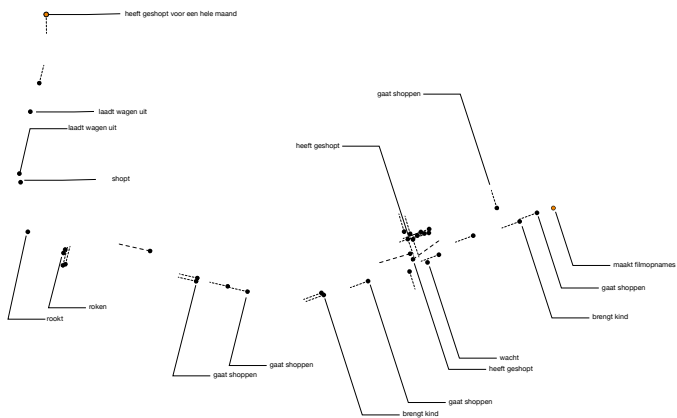 heeft geshopt voor een hele maand
gaat shoppen
laadt wagen uit
laadt wagen uit
heeft geshopt
shopt
maakt filmopnames
gaat shoppen
roken
rookt
brengt kind
wacht
gaat shoppen
heeft geshopt
gaat shoppen
gaat shoppen
brengt kind